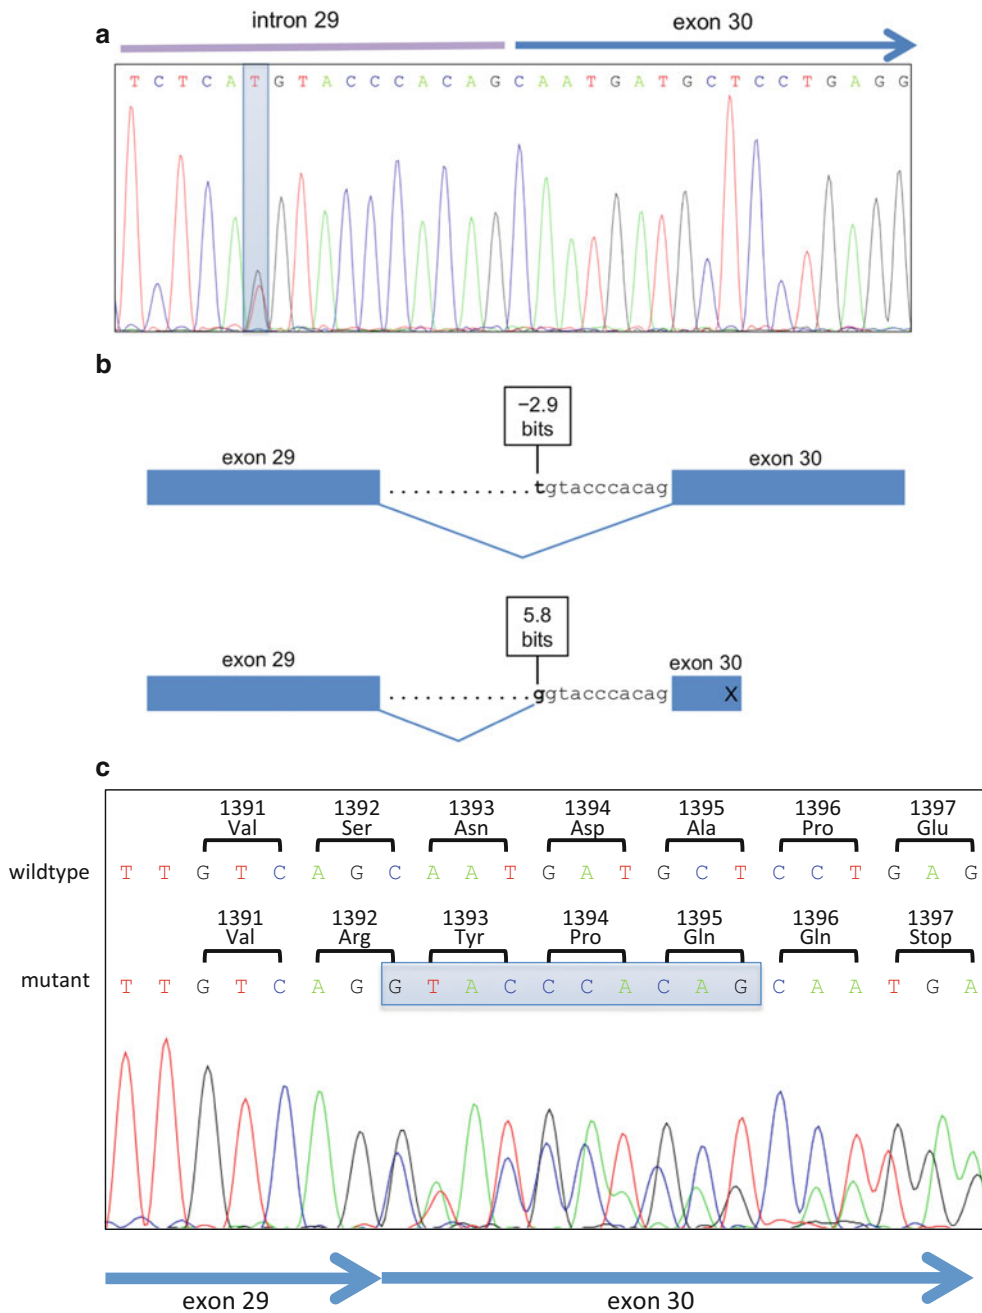 a
intron 29 exon 30
T C T C A T G T A C C C A C A G C A A T G A T G C T C C T G A G G
b
−2.9
bits
exon 29 exon 30
............tgtacccacag
5.8
bits
exon 29 exon 30
............ggtacccacag X
c
1391 1392 1393 1394 1395 1396 1397
Val Ser Asn Asp Ala Pro Glu
wildtype T T G T C A G C A A T G A T G C T C C T G A G
1391 1392 1393 1394 1395 1396 1397
Val Arg Tyr Pro Gln Gln Stop
mutant T T G T C A G G T A C C C A C A G C A A T G A
exon 29 exon 30